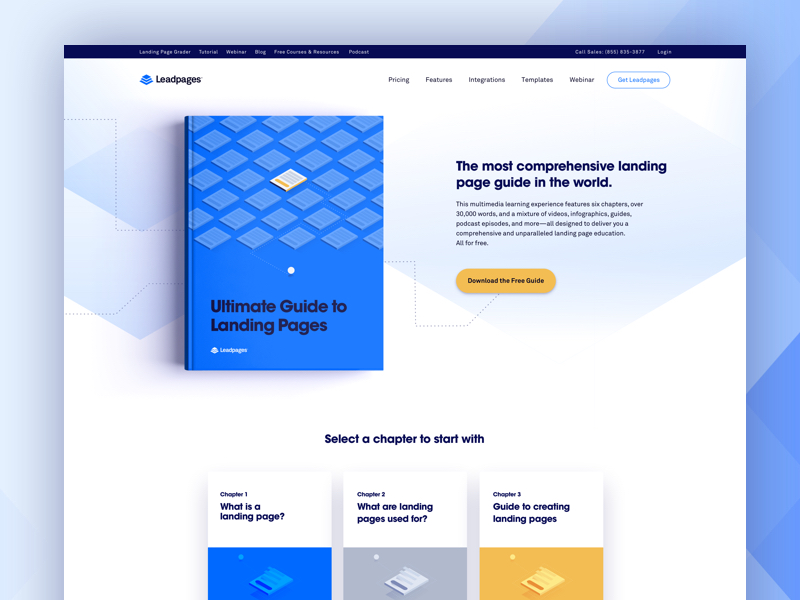 Landing Page Grader Tutorial Webinar Blog Free Courses & Resources Podcast Call Sales: (855) 835-3877 Login
Leadpages Pricing Features Integrations Templates Webinar Get Leadpages
The most comprehensive landing
page guide in the world.
This multimedia learning experience features six chapters, over
30,000 words, and a mixture of videos, infographics, guides,
podcast episodes, and more—all designed to deliver you a
comprehensive and unparalleled landing page education.
All for free.
Download the Free Guide
Ultimate Guide to
Landing Pages
Leadpages
Select a chapter to start with
Chapter 1
What is a
landing page?
Chapter 2
What are landing
pages used for?
Chapter 3
Guide to creating
landing pages